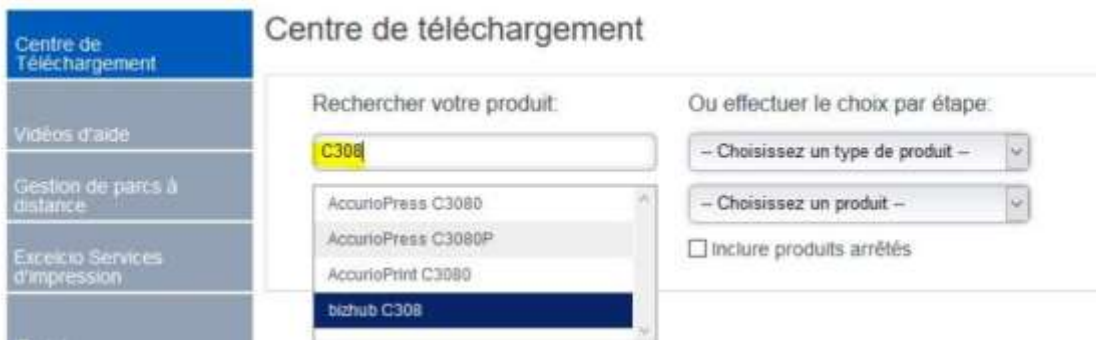 Centre de
Téléchargement
Vidéos d'aide
Gestion de parcs à
distance
Excelcio Services
d'impression
Centre de téléchargement
Rechercher votre produit:
C308
AccurioPress C3080
AccurioPress C3080P
AccurioPrint C3080
bizhub C308
Ou effectuer le choix par étape:
-- Choisissez un type de produit --
-- Choisissez un produit --
Inclure produits arrêtés